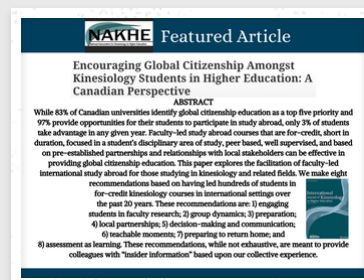 NAKHE
Featured Article
Encouraging Global Citizenship Amongst
Kinesiology Students in Higher Education: A
Canadian Perspective
ABSTRACT
While 83% of Canadian universities identify global citizenship education as a top five priority and
97% provide opportunities for their students to participate in study abroad, only 3% of students
take advantage in any given year. Faculty-led study abroad courses that are for-credit, short in
duration, focused in a student's disciplinary area of study, peer based, well supervised, and based
on pre-established partnerships and relationships with local stakeholders can be effective in
providing global citizenship education. This paper explores the facilitation of faculty-led
international study abroad for those studying in kinesiology and related fields. We make eight
recommendations based on having led hundreds of students in
for-credit kinesiology courses in international settings over
the past 20 years. These recommendations are: 1) engaging
students in faculty research; 2) group dynamics; 3) preparation;
4) local partnerships; 5) decision-making and communication;
6) teachable moments; 7) preparing to return home; and
8) assessment as learning. These recommendations, while not exhaustive, are meant to provide
colleagues with "insider information" based upon our collective experience.